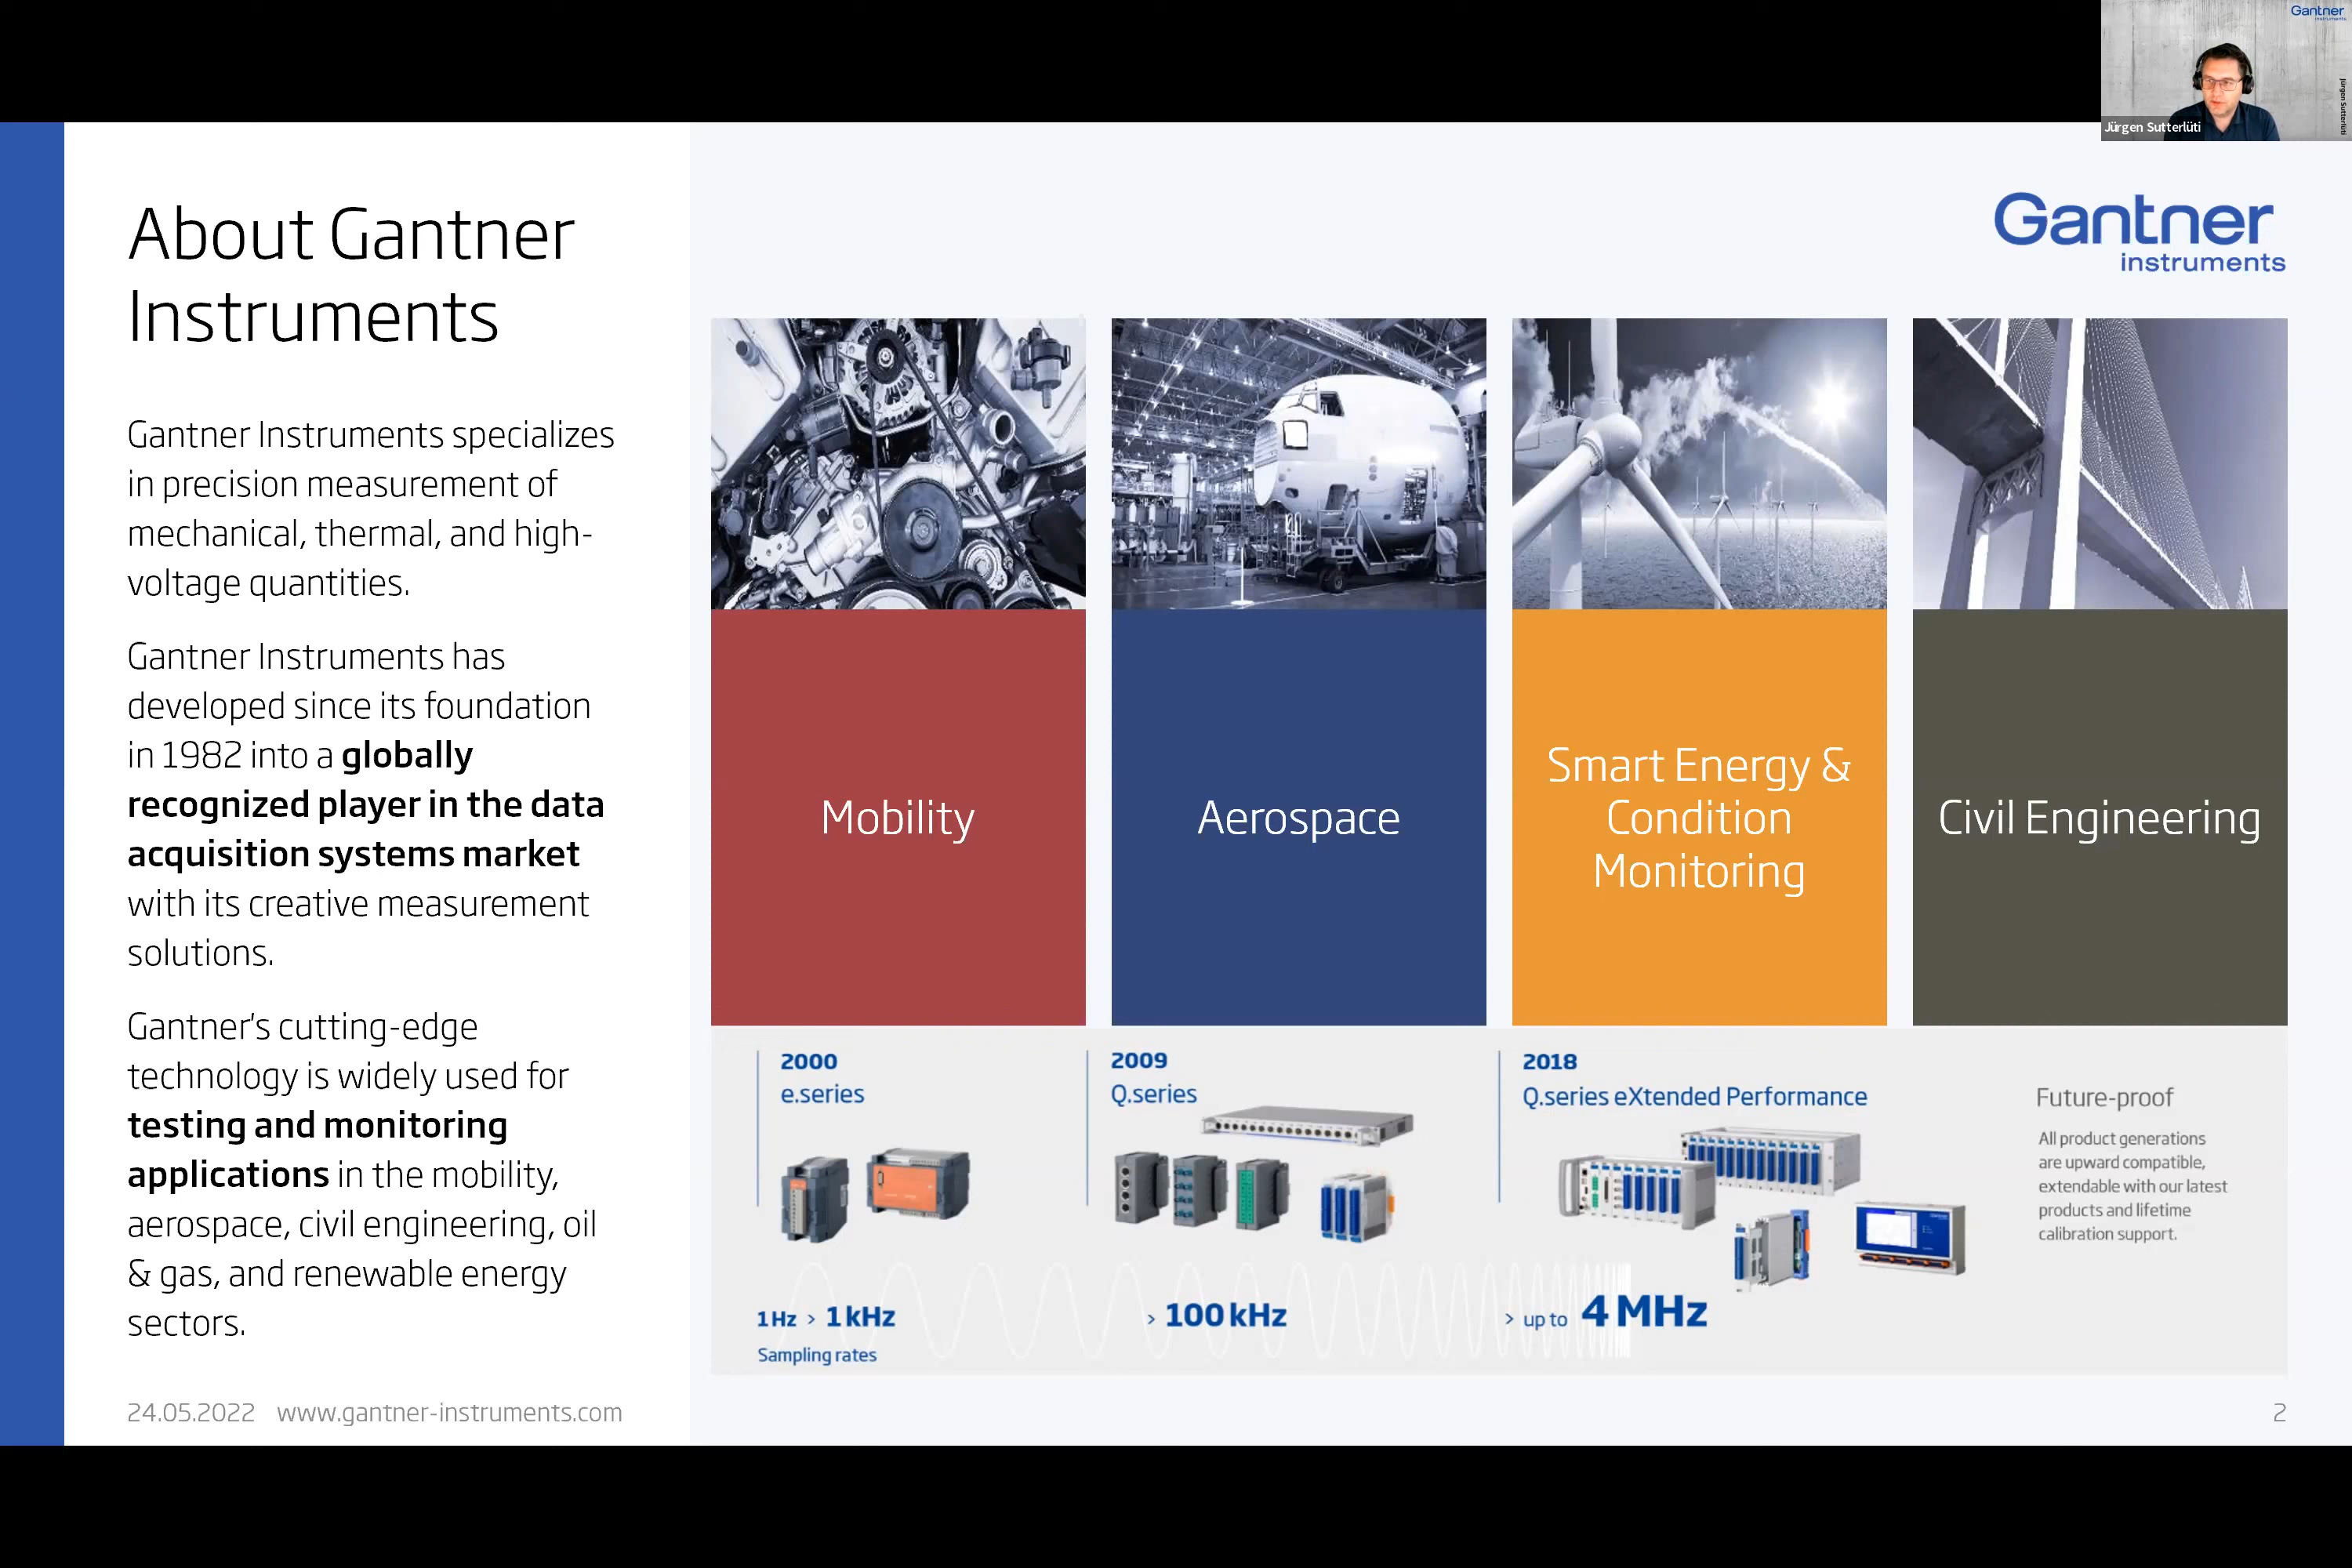 Gantner
instruments
Jürgen Sutterlüti
Jürgen Sutterlüti
About Gantner
Instruments
Gantner Instruments specializes
in precision measurement of
mechanical, thermal, and high-
voltage quantities.
Gantner Instruments has
developed since its foundation
in 1982 into a globally
recognized player in the data
acquisition systems market
with its creative measurement
solutions.
Gantner's cutting-edge
technology is widely used for
testing and monitoring
applications in the mobility,
aerospace, civil engineering, oil
& gas, and renewable energy
sectors.
24.05.2022 www.gantner-instruments.com
Gantner
instruments
Mobility
Aerospace
Smart Energy &
Condition
Monitoring
Civil Engineering
2000
e.series
2009
Q.series
2018
Q.series eXtended Performance
Future-proof
All product generations
are upward compatible,
extendable with our latest
products and lifetime
calibration support.
1 Hz > 1 kHz
> 100 kHz
> up to 4 MHz
Sampling rates
2